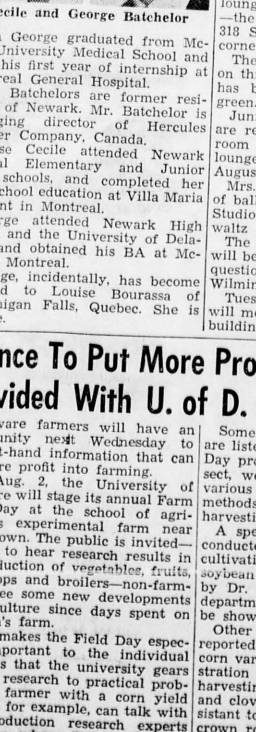 ecile and George Batchelor
George graduated from Mc-
University Medical School and
his first year of internship at
real General Hospital.
Batchelors are former resi-
of Newark. Mr. Batchelor is
ging director of Hercules
er Company, Canada.
se Cecile attended Newark
al Elementary and Junior
schools, and completed her
chool education at Villa Maria
nt in Montreal.
rge attended Newark High
and the University of Dela-
and obtained his BA at Mc-
Montreal.
ge, incidentally, has become
d to Louise Bourassa of
nigan Falls, Quebec. She is
e.
loung
—the
318 S
corne
The
on th
has b
green.
Juni
are re
room
lounge
Augus
Mrs.
of ball
Studio
waltz
The
will be
questio
Wilmin
Tues
will me
buildin
nce To Put More Pro
vided With U. of D.
ware farmers will have an
unity next Wednesday to
t-hand information that can
re profit into farming.
Aug. 2, the University of
re will stage its annual Farm
Day at the school of agri-
s experimental farm near
own. The public is invited—
to hear research results in
duction of vegetables, fruits,
ops and broilers—non-farm-
ee some new developments
ulture since days spent on
's farm.
makes the Field Day espec-
portant to the individual
s that the university gears
research to practical prob-
farmer with a corn yield
for example, can talk with
oduction research experts
Some
are liste
Day pro
sect, we
various
methods
harvesti
A spe
conducte
cultivati
soybean
by Dr.
departm
be show
Other
reported
corn var
stration
harvestin
and clov
sistant to
crown ro